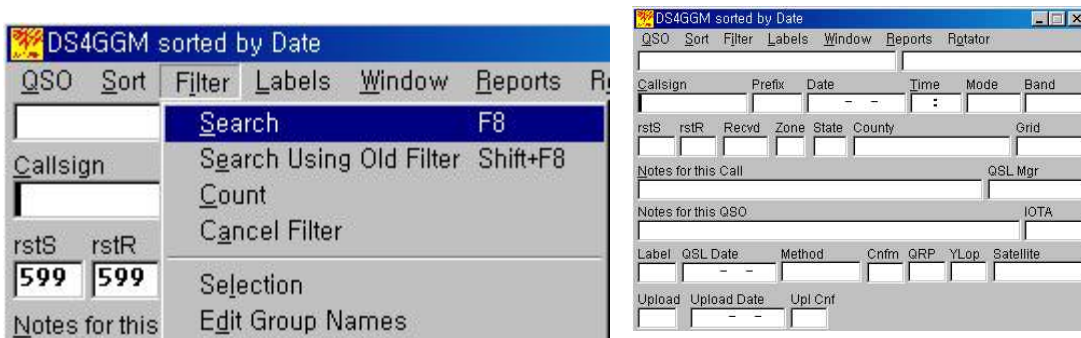 DS4GGM sorted by Date
QSO Sort Filter Labels Window Reports
Search F8
Search Using Old Filter Shift+F8
Callsign
Count
Cancel Filter
rstS rstR
599 599
Selection
Edit Group Names
Notes for this
DS4GGM sorted by Date
QSO Sort Filter Labels Window Reports Rotator
Callsign Prefix Date Time Mode Band
- - :
rstS rstR Recvd Zone State County Grid
Notes for this Call QSL Mgr
Notes for this QSO IOTA
Label QSL Date Method Cnfm QRP YLop Satellite
- -
Upload Upload Date Upl Cnf
- -